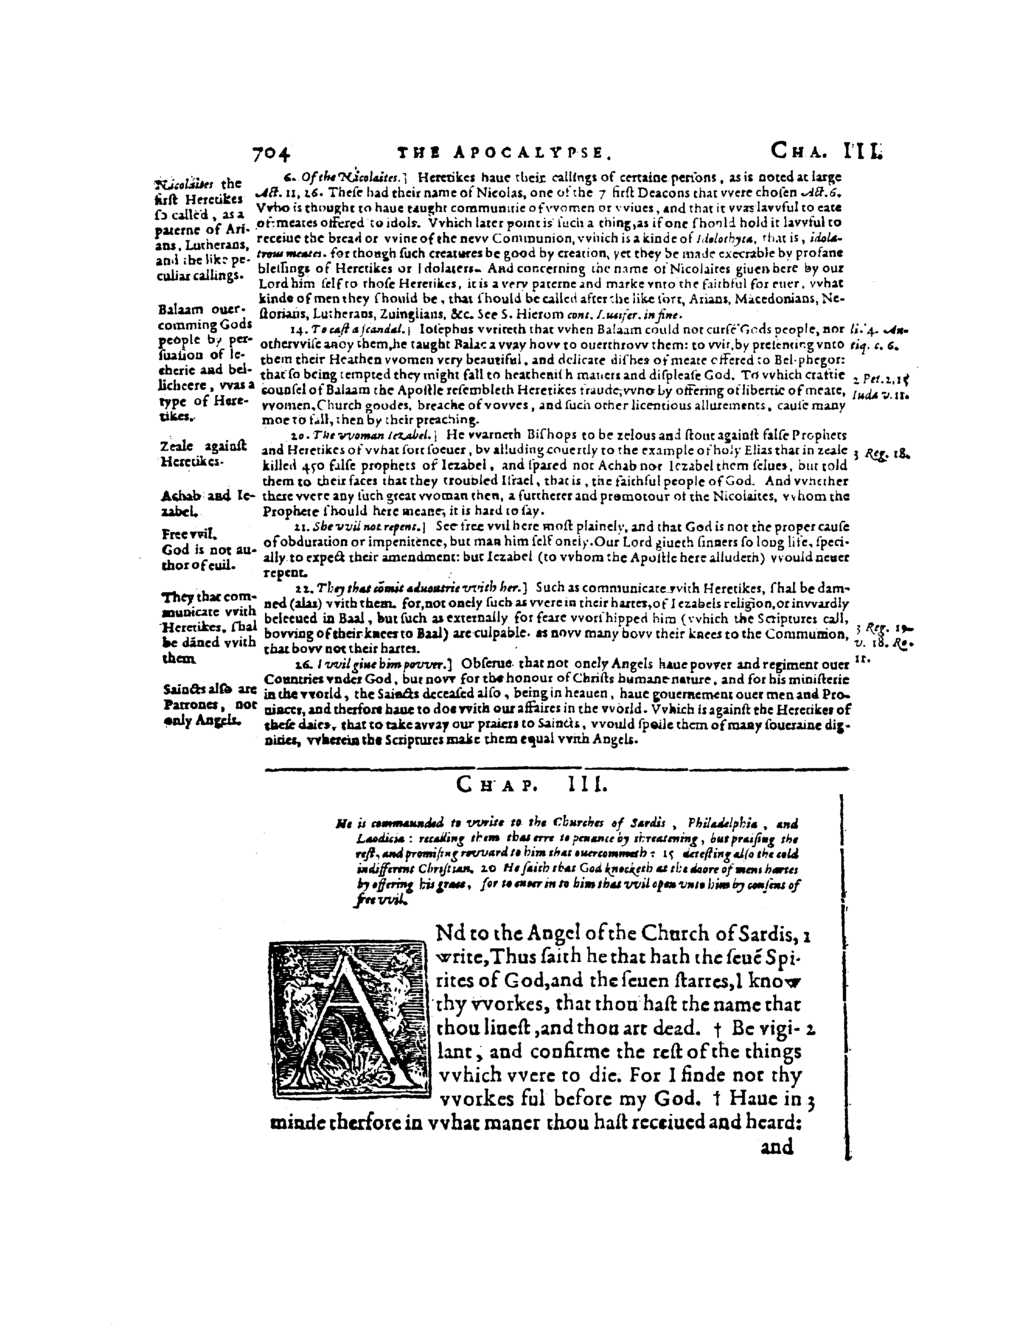 704 THE APOCALYPSE. CHA. III.
Nicolaites the
first Heretikes
so called, as a
paterne of Ari-
ans, Lutherans,
and the like pe-
culiar callings.
6. Of the Nicolaites.] Heretikes haue their callings of certaine persons, as is noted at large
Act. 11, 26. These had their name of Nicolas, one of the 7 first Deacons that vvere chosen Act. 6.
Vvho is thought to haue taught communitie of vvomen or vviues, and that it vvas lavvful to eate
of meates offered to idols. Vvhich later point is such a thing, as if one should hold it lavvful to
receiue the bread or vvine of the nevv Communion, vvhich is a kinde of Idolothyta, that is, idola-
trous meates. for though such creatures be good by creation, yet they be made execrable by profane
blessings of Heretikes or Idolaters. And concerning the name of Nicolaites giuen here by our
Lord him self to those Heretikes, it is a very paterne and marke vnto the faithful for euer, vvhat
kinde of men they should be, that should be called after the like sort, Arians, Macedonians, Ne-
storians, Lutherans, Zuinglians, &c. See S. Hierom cont. Lucifer. in fine.
Balaam ouer-
comming Gods
people by per-
suasion of le-
cherie and bel-
licheere, vvas a
type of Here-
tikes.
14. To cast a scandal.] Iosephus vvriteth that vvhen Balaam could not curse Gods people, nor
othervvise anoy them, he taught Balac a vvay hovv to ouerthrovv them: to vvit, by presenting vnto
them their Heathen vvomen very beautiful, and delicate dishes of meate offered to Bel-phegor:
that so being tempted they might fall to heathenish maners and displease God. To vvhich craftie
counsel of Balaam the Apostle resembleth Heretikes fraude, vvho by offering of libertie of meate,
vvomen, Church goodes, breache of vovves, and such other licentious allurements, cause many
moe to fall, then by their preaching.
li. 4. An-
tiq. c. 6.
2 Pet. 2, 15
Iudæ v. 11.
Zeale against
Heretikes.
Achab and Ie-
zabel.
20. The vvoman Iezabel.] He vvarneth Bishops to be zelous and stout against false Prophets
and Heretikes of vvhat sort soeuer, by alluding couertly to the example of holy Elias that in zeale
killed 450 false prophets of Iezabel, and spared not Achab nor Iezabel them selues, but told
them to their faces that they troubled Israel, that is, the faithful people of God. And vvhether
there vvere any such great vvoman then, a furtherer and promotour of the Nicolaites, vvhom the
Prophete should here meane, it is hard to say.
3 Reg. 18.
Free vvil.
God is not au-
thor of euil.
21. She vvil not repent.] See free vvil here most plainely, and that God is not the proper cause
of obduration or impenitence, but man him self onely. Our Lord giueth sinners so long life, speci-
ally to expect their amendment: but Iezabel (to vvhom the Apostle here alludeth) vvould neuer
repent.
They that com-
municate vvith
Heretikes, shal
be dãned vvith
them.
22. They that cõmit aduoutrie vvith her.] Such as communicate vvith Heretikes, shal be dam-
ned (alas) vvith them. for, not onely such as vvere in their hartes, of Iezabels religion, or invvardly
beleeued in Baal, but such as externally for feare vvorshipped him (vvhich the Scriptures call,
bovving of their knees to Baal) are culpable. as novv many bovv their knees to the Communion,
that bovv not their hartes.
3 Reg. 19.
v. 18. Ro.
11.
Saincts also are
Patrones, not
only Angels.
26. I vvil giue him povver.] Obserue that not onely Angels haue povver and regiment ouer
Countries vnder God, but novv for the honour of Christs humane nature, and for his ministerie
in the vvorld, the Saincts deceased also, being in heauen, haue gouernement ouer men and Pro-
uinces, and therfore haue to doe vvith our affaires in the vvorld. Vvhich is against the Heretikes of
these daies, that to take avvay our praiers to Saincts, vvould spoile them of many soueraine dig-
nities, vvherein the Scriptures make them equal vvith Angels.
CHAP. III.
He is commaunded to vvrite to the Churches of Sardis, Philadelphia, and
Laodicia: recalling them that erre to penance by threatening, but praising the
rest, and promising revvard to him that ouercommeth: 15 detesting also the cold
indifferent Christian. 20 He saith that God knocketh at the doore of mens hartes
by offering his grace, for to enter in to him that vvil open vnto him by consent of
free vvil.
ANd to the Angel of the Church of Sardis, 1
write, Thus saith he that hath the seuẽ Spi-
rites of God, and the seuen starres, I know
thy vvorkes, that thou hast the name that
thou liuest, and thou art dead. † Be vigi- 2
lant, and confirme the rest of the things
vvhich vvere to die. For I finde not thy
vvorkes ful before my God. † Haue in 3
minde therfore in vvhat maner thou hast receiued and heard:
and